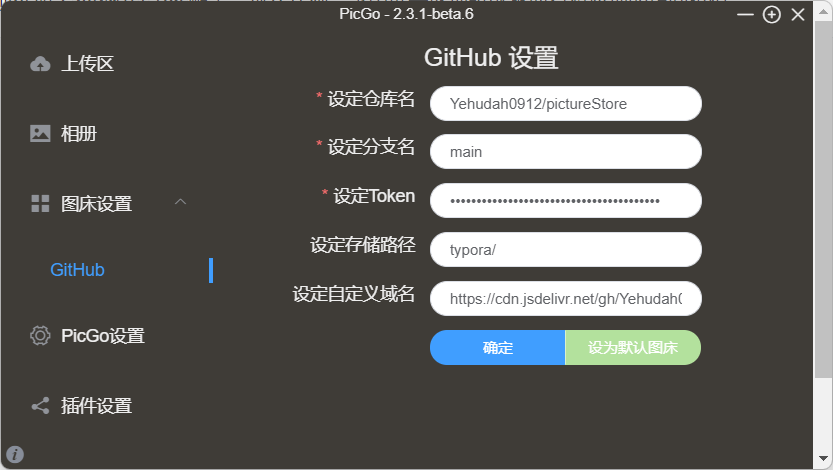 PicGo - 2.3.1-beta.6
上传区
相册
图床设置
GitHub
PicGo设置
插件设置
GitHub 设置
* 设定仓库名
Yehudah0912/pictureStore
* 设定分支名
main
* 设定Token
设定存储路径
typora/
设定自定义域名
https://cdn.jsdelivr.net/gh/Yehudah0
确定
设为默认图床